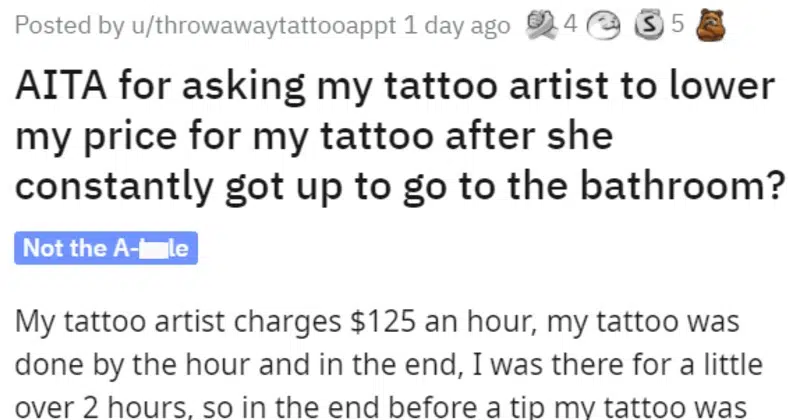 Posted by u/throwawaytattooappt 1 day ago 4 S 5
AITA for asking my tattoo artist to lower
my price for my tattoo after she
constantly got up to go to the bathroom?
Not the A- le
My tattoo artist charges $125 an hour, my tattoo was
done by the hour and in the end, I was there for a little
over 2 hours, so in the end before a tip my tattoo was